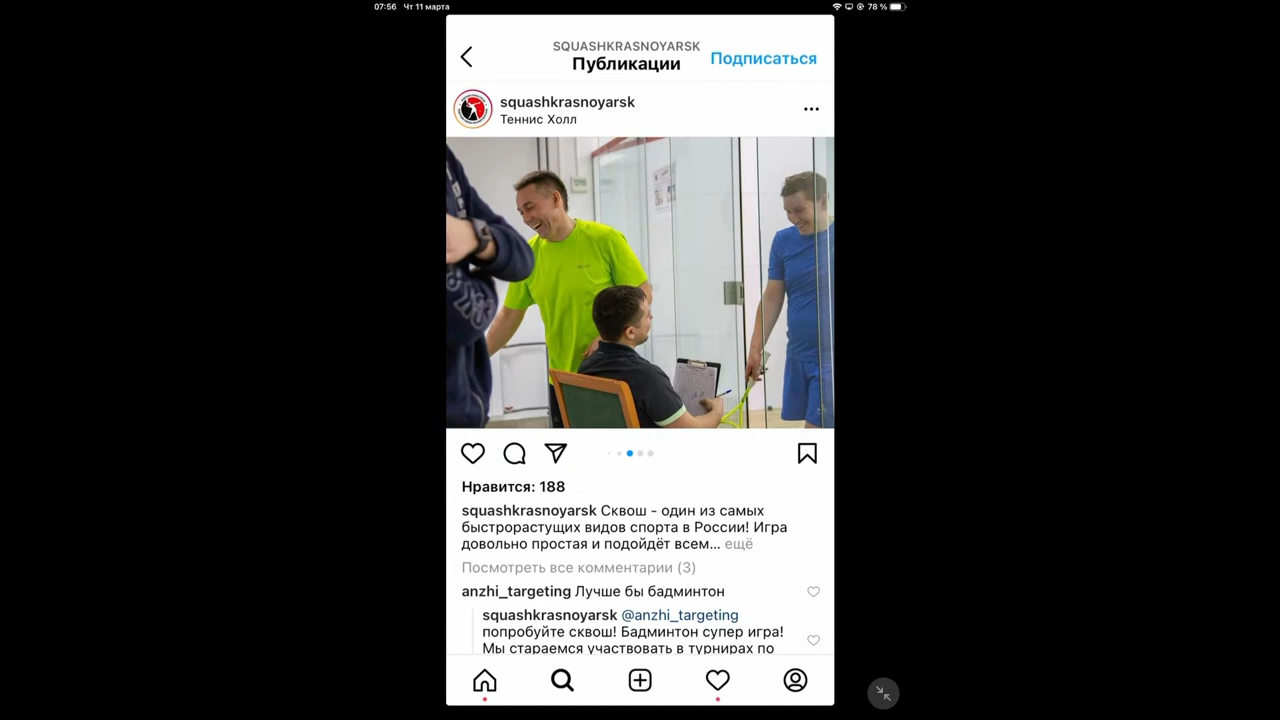 07:56 Чт 11 марта
78 %
SQUASHKRASNOYARSK
Публикации
Подписаться
squashkrasnoyarsk
Теннис Холл
Нравится: 188
squashkrasnoyarsk Сквош - один из самых
быстрорастущих видов спорта в России! Игра
довольно простая и подойдёт всем... ещё
Посмотреть все комментарии (3)
anzhi_targeting Лучше бы бадминтон
squashkrasnoyarsk @anzhi_targeting
попробуйте сквош! Бадминтон супер игра!
Мы стараемся участвовать в турнирах по